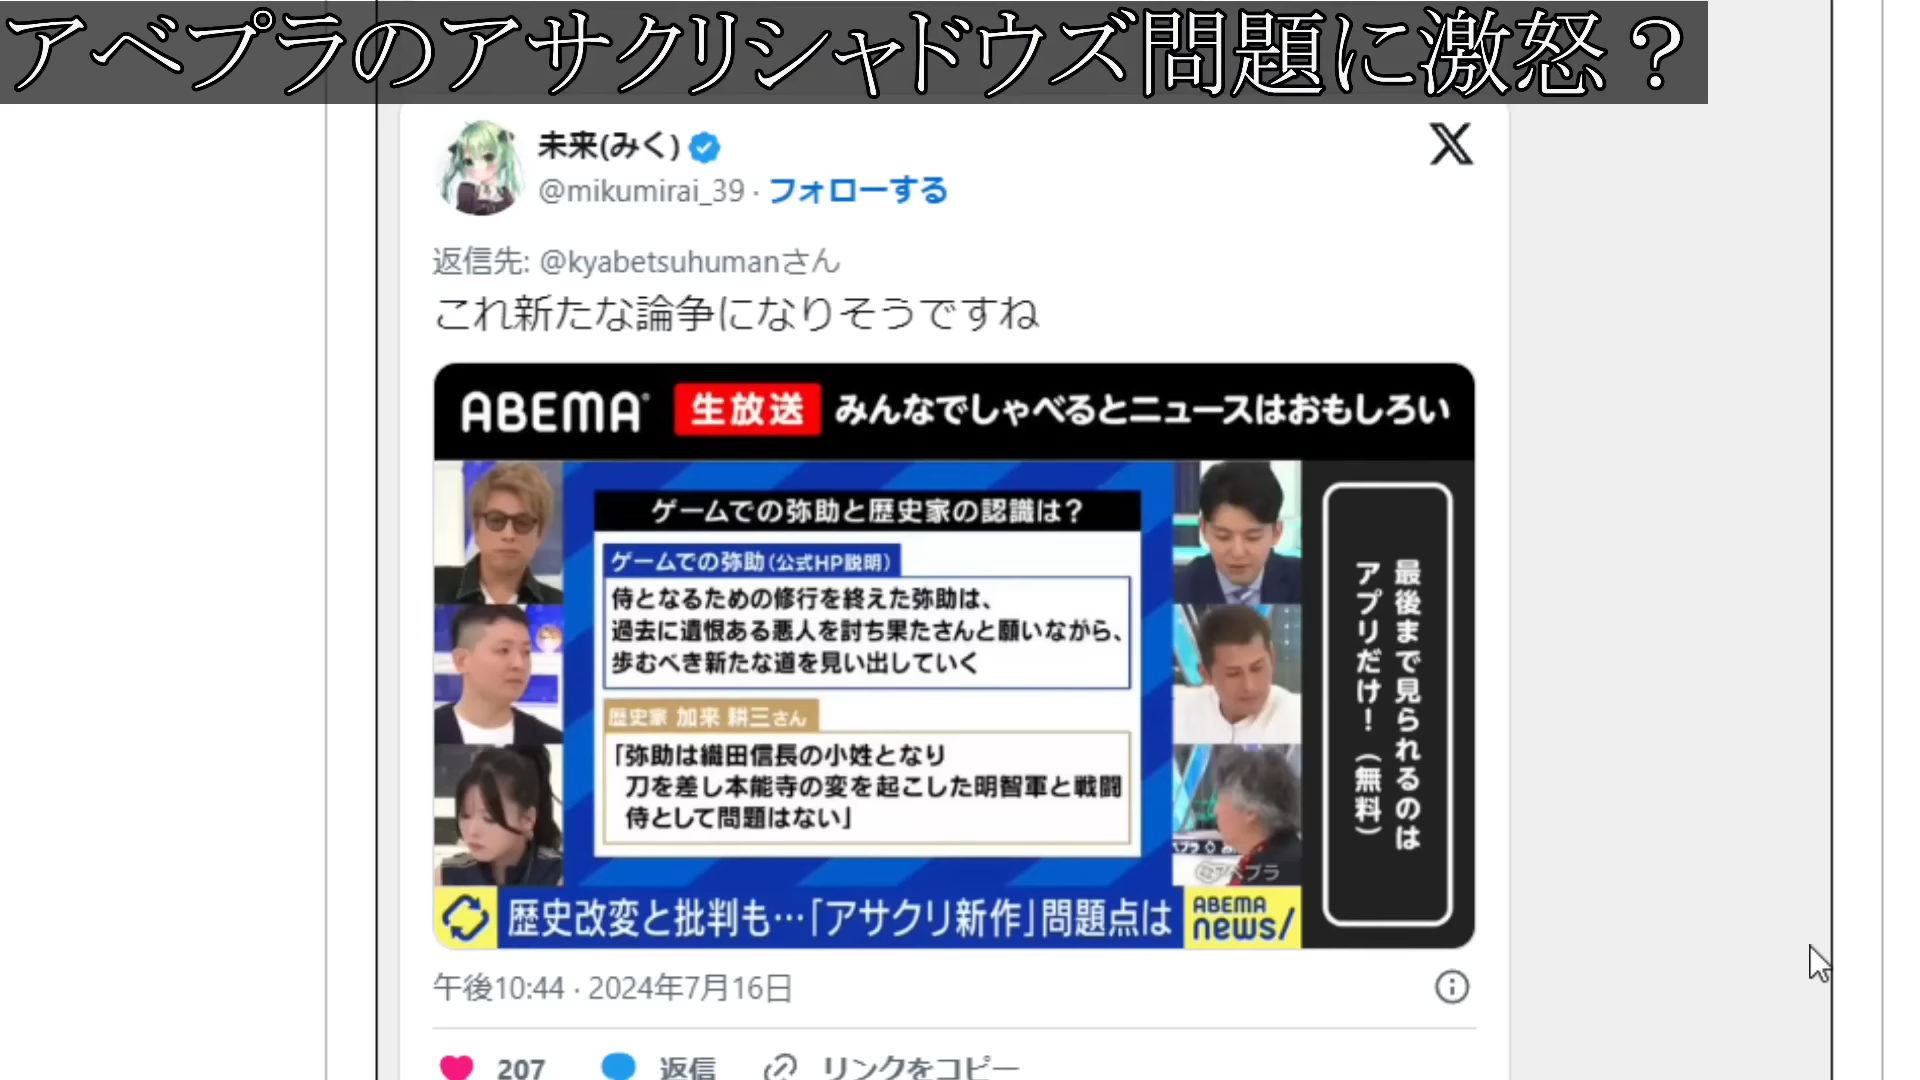 アベプラのアサクリシャドウズ問題に激怒？
未来(みく)
@mikumirai_39 · フォローする
返信先: @kyabetsuhumanさん
これ新たな論争になりそうですね
ABEMA 生放送 みんなでしゃべるとニュースはおもしろい
ゲームでの弥助と歴史家の認識は？
ゲームでの弥助(公式HP説明)
侍となるための修行を終えた弥助は、
過去に遺恨ある悪人を討ち果たさんと願いながら、
歩むべき新たな道を見い出していく
歴史家 加来 耕三さん
「弥助は織田信長の小姓となり
刀を差し本能寺の変を起こした明智軍と戦闘
侍として問題はない」
最後まで見られるのは
アプリだけ！（無料）
@アベプラ
歴史改変と批判も…「アサクリ新作」問題点は
ABEMA
news/
午後10:44 · 2024年7月16日
207 返信 リンクをコピー